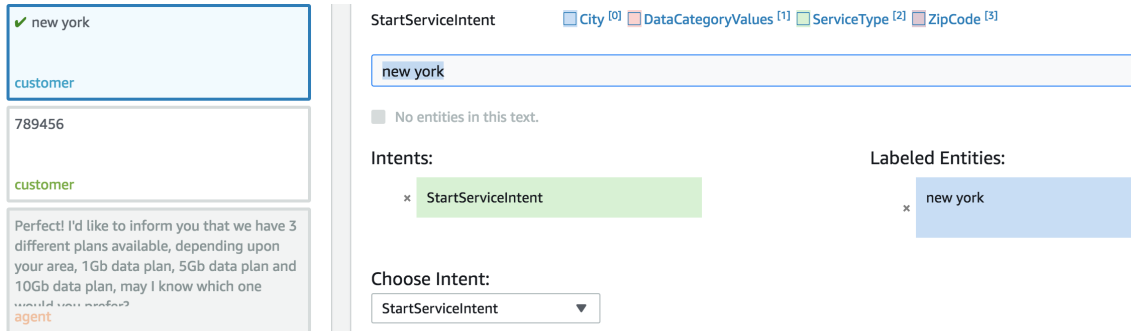 ✔ new york
customer
789456
customer
Perfect! I'd like to inform you that we have 3
different plans available, depending upon
your area, 1Gb data plan, 5Gb data plan and
10Gb data plan, may I know which one
would you prefer?
agent
StartServiceIntent City [0] DataCategoryValues [1] ServiceType [2] ZipCode [3]
new york
No entities in this text.
Intents:
× StartServiceIntent
Labeled Entities:
× new york
Choose Intent:
StartServiceIntent